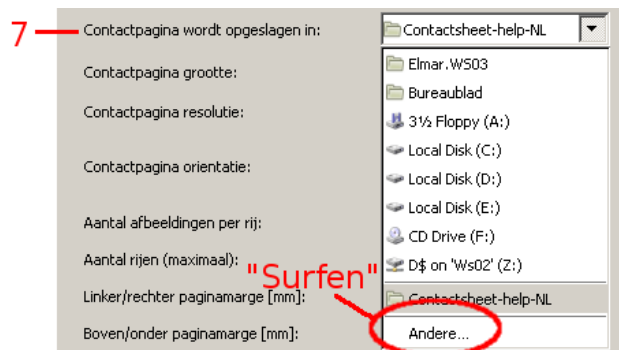 7 Contactpagina wordt opgeslagen in: Contactsheet-help-NL
Elmar.WS03
Contactpagina grootte:
Bureaublad
Contactpagina resolutie:
3½ Floppy (A:)
Local Disk (C:)
Contactpagina orientatie:
Local Disk (D:)
Local Disk (E:)
Aantal afbeeldingen per rij:
CD Drive (F:)
Aantal rijen (maximaal):
D$ on 'Ws02' (Z:)
"Surfen"
Linker/rechter paginamarge [mm]:
Contactsheet-help-NL
Boven/onder paginamarge [mm]:
Andere...